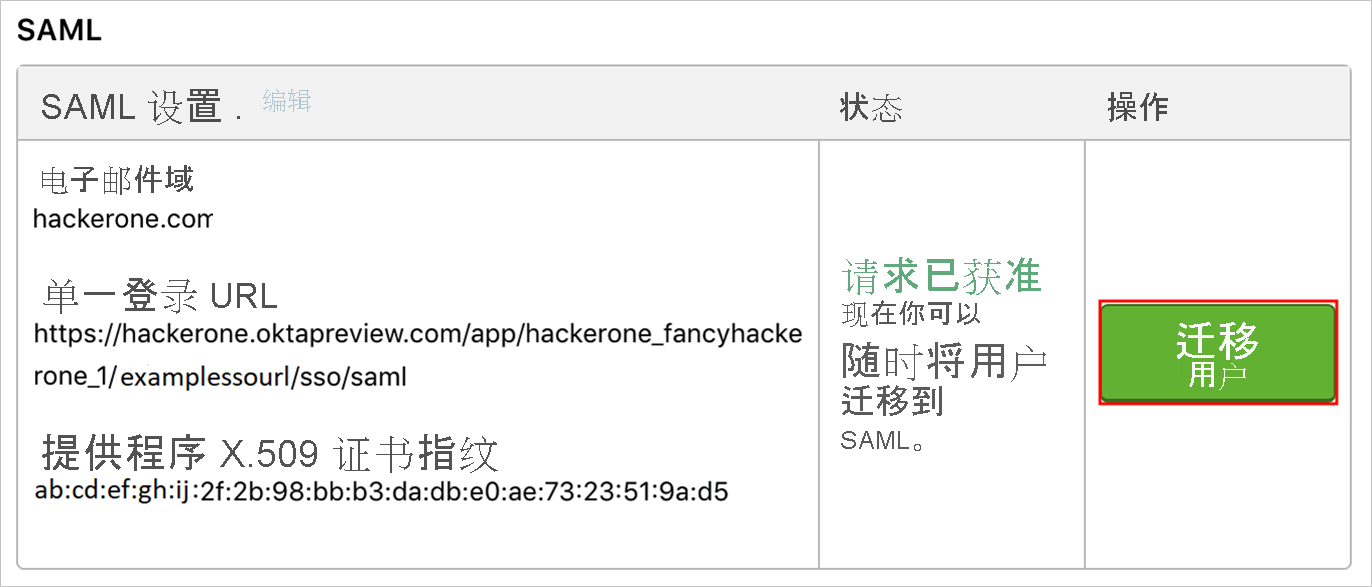 SAML
SAML 设置 . 编辑
状态
操作
电子邮件域
hackerone.com
单一登录 URL
https://hackerone.oktapreview.com/app/hackerone_fancyhacke
rone_1/examplessourl/sso/saml
提供程序 X.509 证书指纹
ab:cd:ef:gh:ij:2f:2b:98:bb:b3:da:db:e0:ae:73:23:51:9a:d5
请求已获准
现在你可以
随时将用户
迁移到
SAML。
迁移
用户